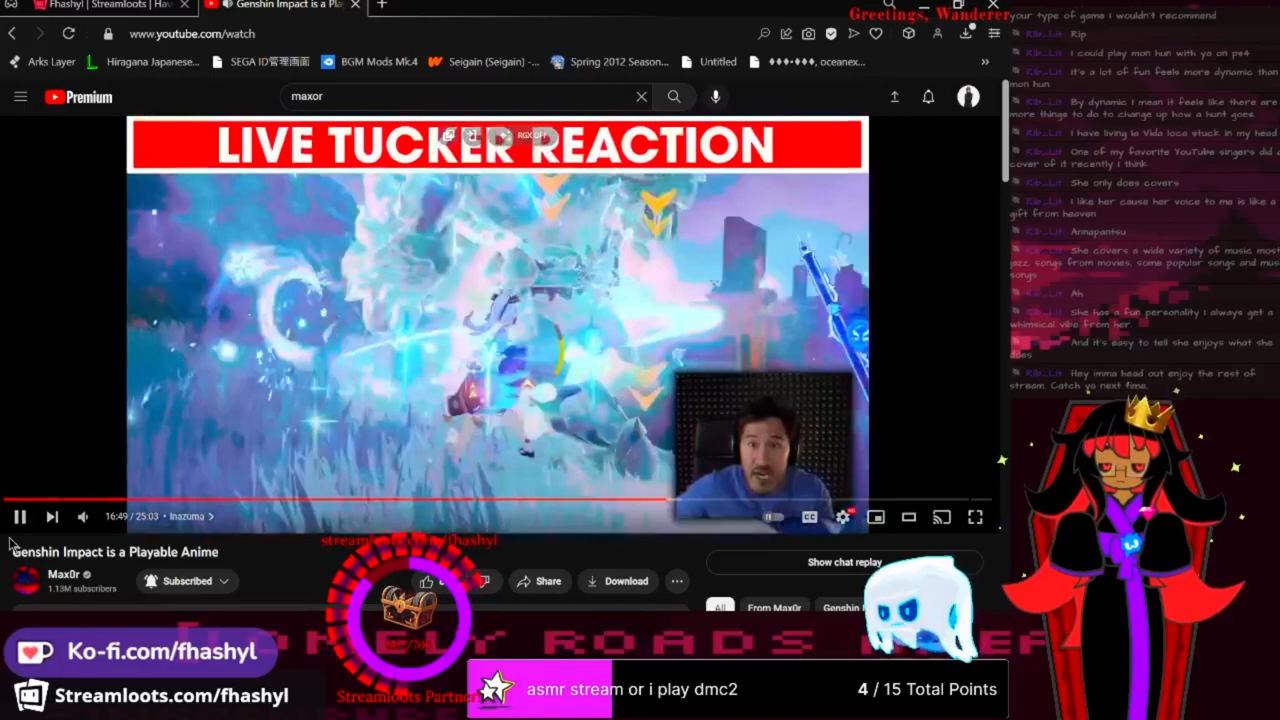 Fhashyl | Streamloots | Hav
Genshin Impact is a Pla
Greetings, Wanderer
www.youtube.com/watch
Arks Layer
Hiragana Japanese...
SEGA ID管理画面
BGM Mods Mk.4
Seigain (Seigain) -...
Spring 2012 Season...
Untitled
♦♦♦-♦♦, oceanex...
Premium
maxor
LIVE TUCKER REACTION
RGX OFF
16:49 / 25:03 • Inazuma
CC
Genshin Impact is a Playable Anime
Max0r
1.13M subscribers
Subscribed
Share
Download
Show chat replay
All
From Max0r
Genshin
streamloots.com/fhashyl
Streamloots Partner
Ko-fi.com/fhashyl
Streamloots.com/fhashyl
asmr stream or i play dmc2
4 / 15 Total Points
your type of game I wouldn't recommend
Rip
I could play mon hun with ya on ps4
It's a lot of fun feels more dynamic than
mon hun
By dynamic I mean it feels like there are
more things to do to change up how a hunt goes.
I have living la Vida loca stuck in my head
One of my favorite YouTube singers did a
cover of it recently I think
She only does covers
I like her cause her voice to me is like a
gift from heaven
Annapantsu
She covers a wide variety of music most
jazz, songs from movies, some popular songs and mus
songs
Ah
She has a fun personality I always get a
whimsical vibe from her.
And it's easy to tell she enjoys what she
does
Hey imma head out enjoy the rest of
stream. Catch ya next time.